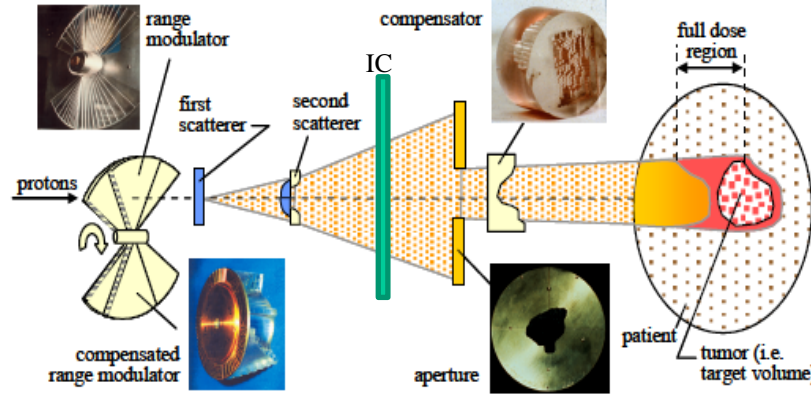 range
modulator
compensator
full dose
region
IC
first
scatterer
second
scatterer
protons
compensated
range modulator
aperture
patient
tumor (i.e.
target volume)